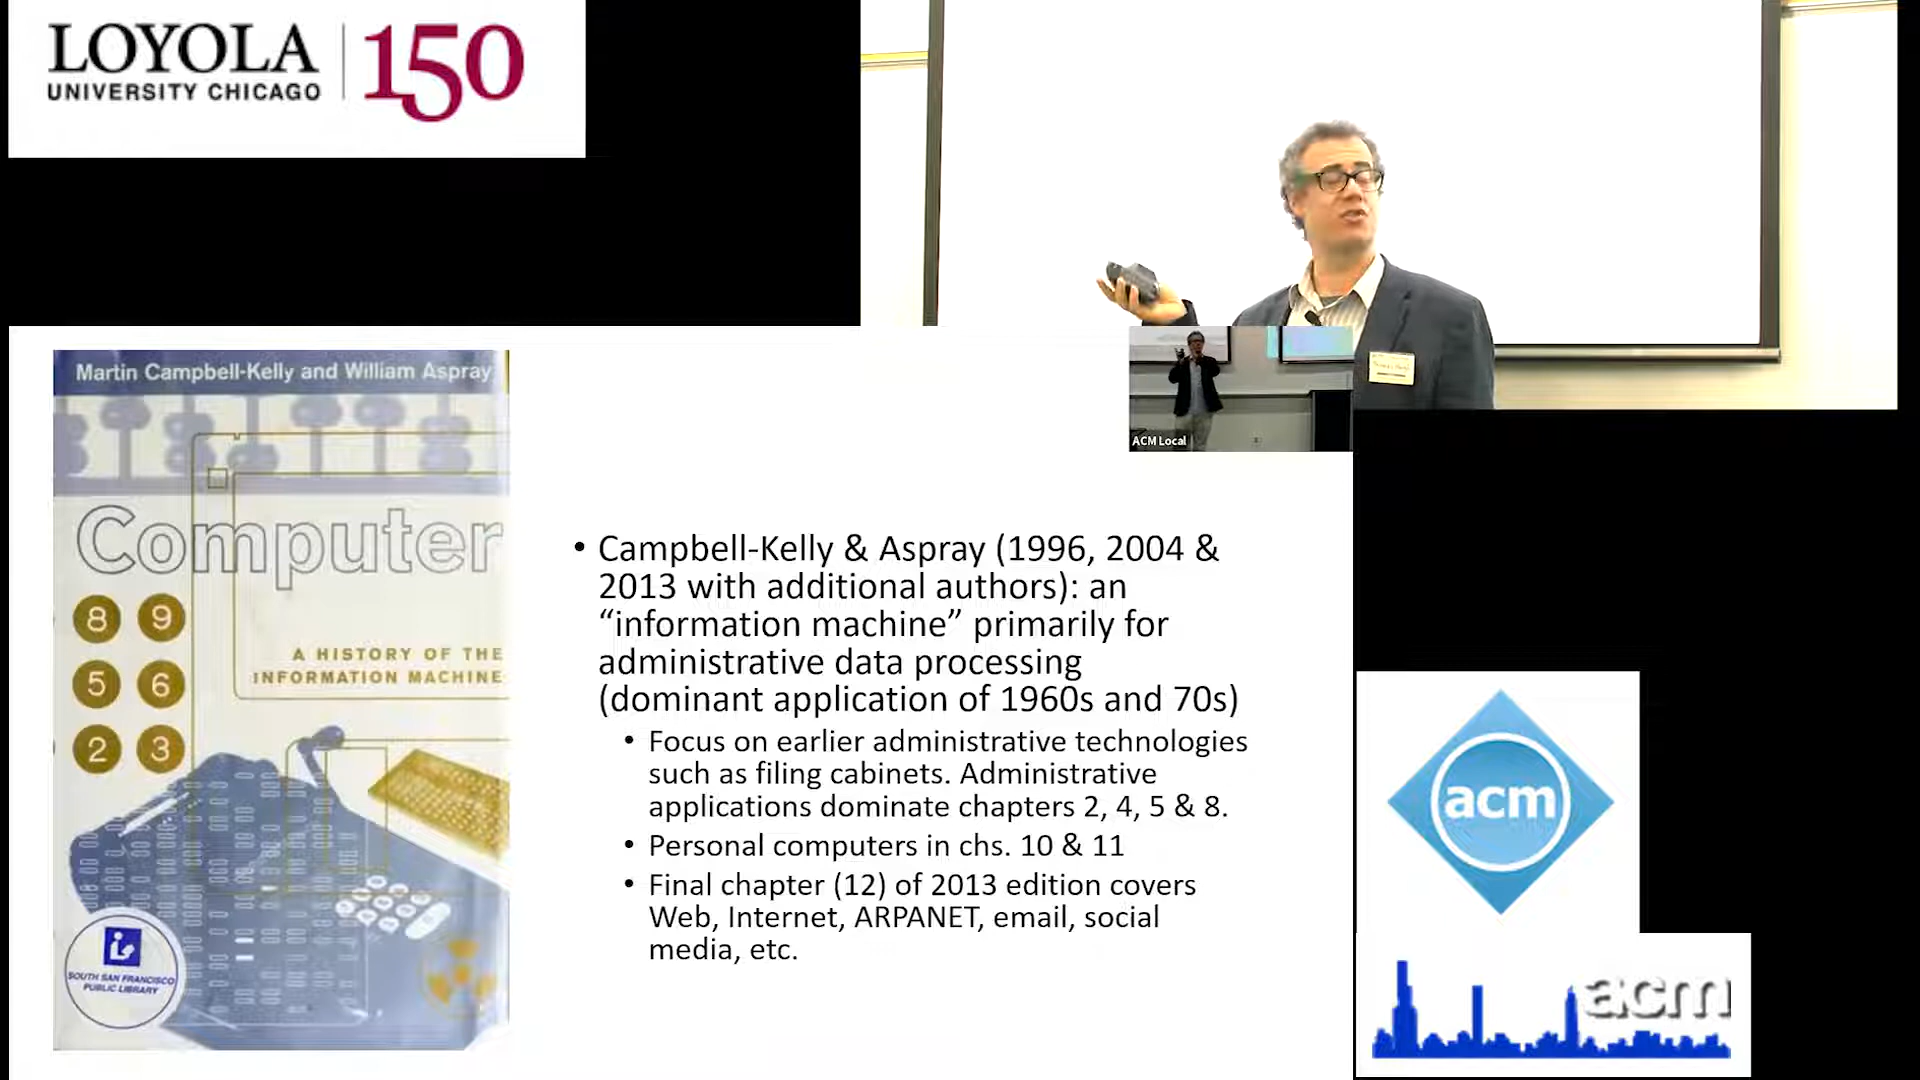 LOYOLA
UNIVERSITY CHICAGO
150
ACM Local
Martin Campbell-Kelly and William Aspray
Computer
8 9
A HISTORY OF THE
INFORMATION MACHINE
5 6
2 3
SOUTH SAN FRANCISCO
PUBLIC LIBRARY
• Campbell-Kelly & Aspray (1996, 2004 &
2013 with additional authors): an
“information machine” primarily for
administrative data processing
(dominant application of 1960s and 70s)
• Focus on earlier administrative technologies
such as filing cabinets. Administrative
applications dominate chapters 2, 4, 5 & 8.
• Personal computers in chs. 10 & 11
• Final chapter (12) of 2013 edition covers
Web, Internet, ARPANET, email, social
media, etc.
acm
acm